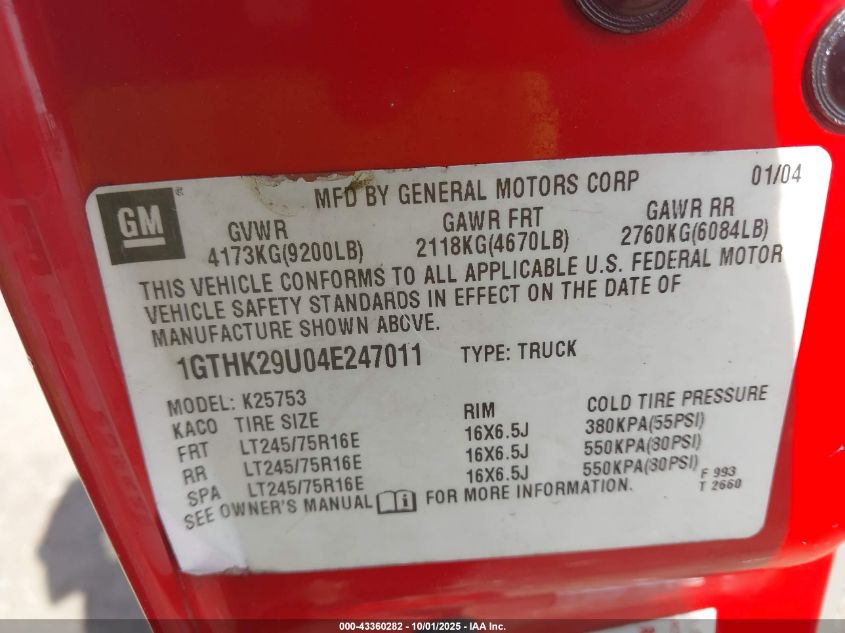 GM
MFD BY GENERAL MOTORS CORP 01/04
GVWR GAWR FRT GAWR RR
4173KG(9200LB) 2118KG(4670LB) 2760KG(6084LB)
THIS VEHICLE CONFORMS TO ALL APPLICABLE U.S. FEDERAL MOTOR
VEHICLE SAFETY STANDARDS IN EFFECT ON THE DATE OF
MANUFACTURE SHOWN ABOVE.
1GTHK29U04E247011 TYPE: TRUCK
MODEL: K25753
KACO TIRE SIZE RIM COLD TIRE PRESSURE
FRT LT245/75R16E 16X6.5J 380KPA(55PSI)
RR LT245/75R16E 16X6.5J 550KPA(80PSI)
SPA LT245/75R16E 16X6.5J 550KPA(80PSI)
F 993
T 2660
SEE OWNER'S MANUAL FOR MORE INFORMATION.
000-43360282 - 10/01/2025 - IAA Inc.